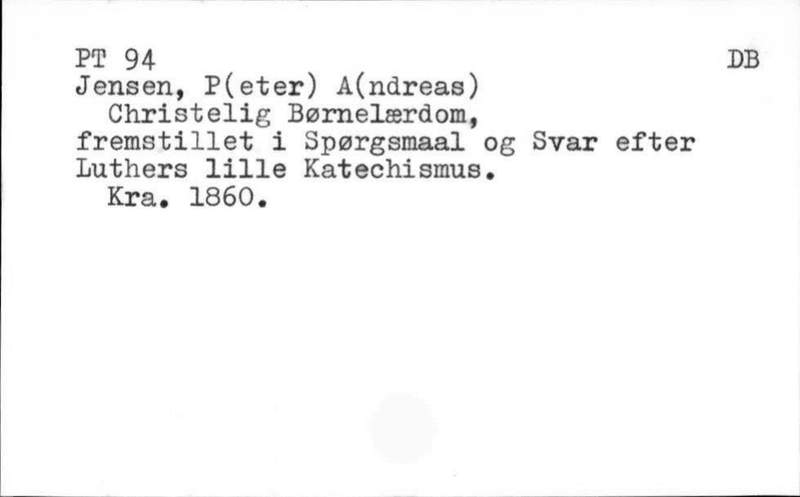 PT 94 DB
Jensen, P(eter) A(ndreas)
Christelig Børnelærdom,
fremstillet i Spørgsmaal og Svar efter
Luthers lille Katechismus.
Kra. 1860.